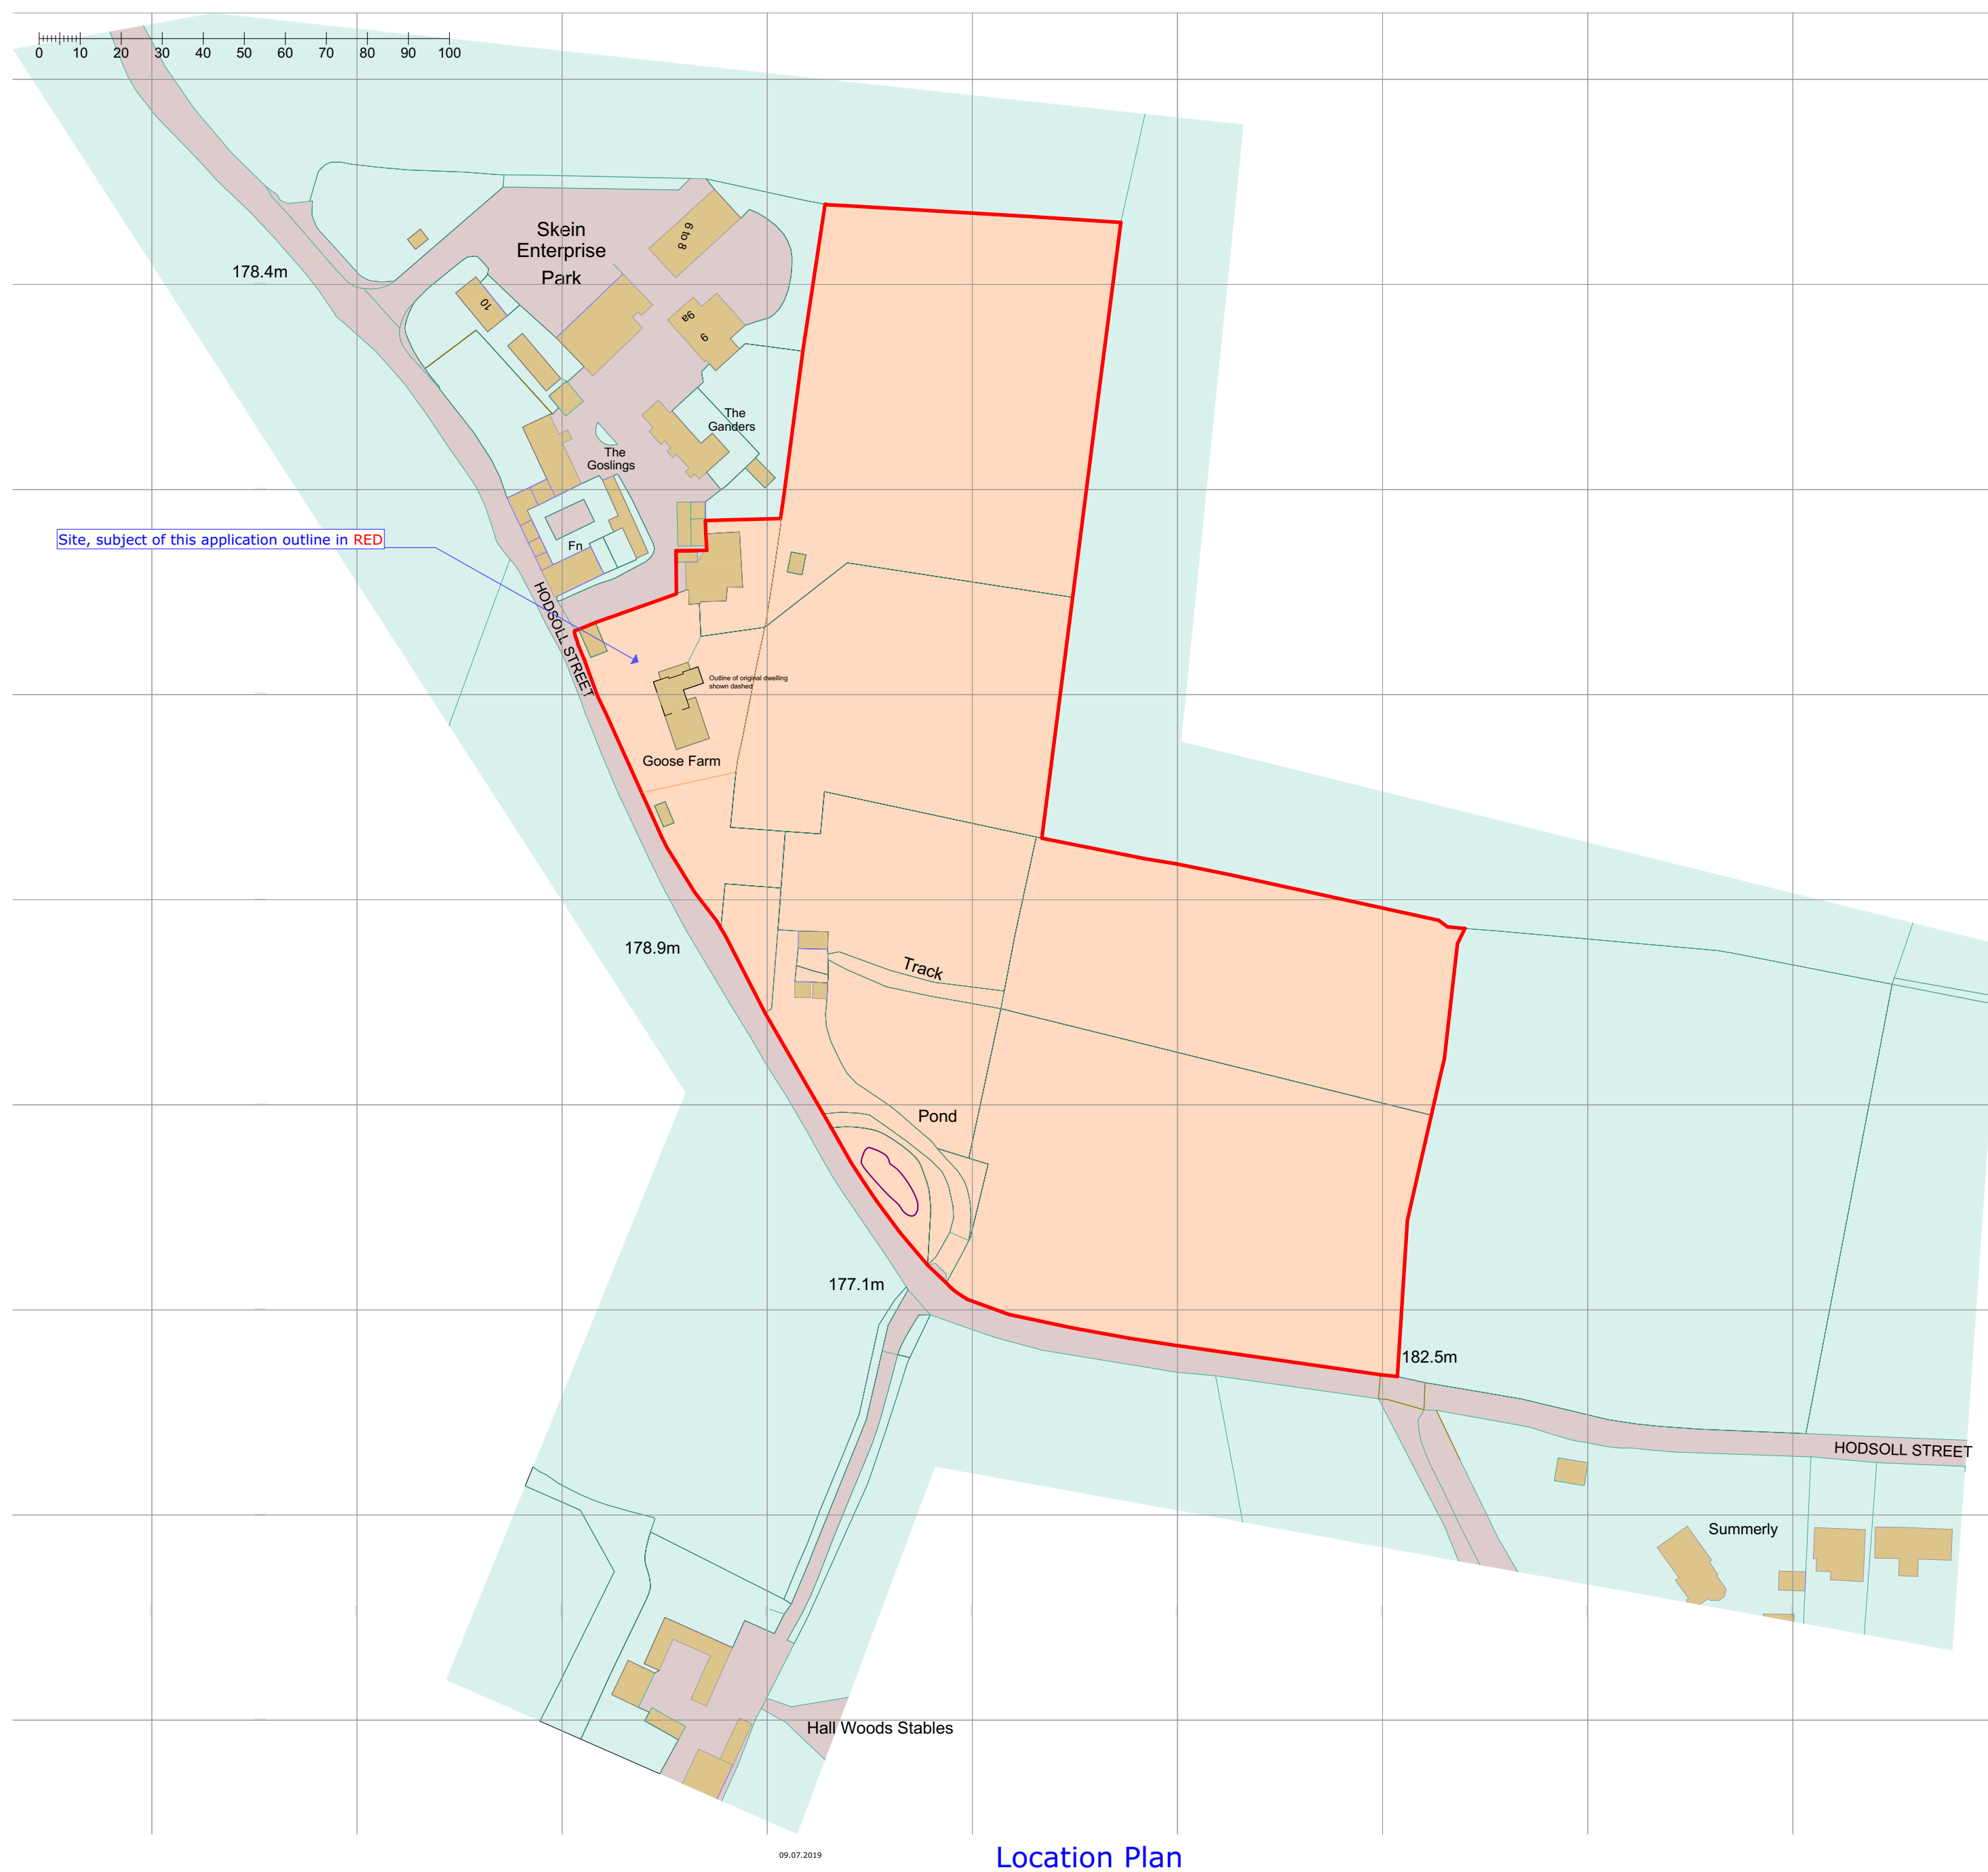 0 10 20 30 40 50 60 70 80 90 100
Skein
Enterprise
Park
6 to 8
178.4m
10
9a
9
The
Ganders
The
Goslings
Site, subject of this application outline in RED
Fn
HODSOLL STREET
Outline of original dwelling
shown dashed
Goose Farm
178.9m
Track
Pond
177.1m
182.5m
HODSOLL STREET
Summerly
Hall Woods Stables
09.07.2019
Location Plan